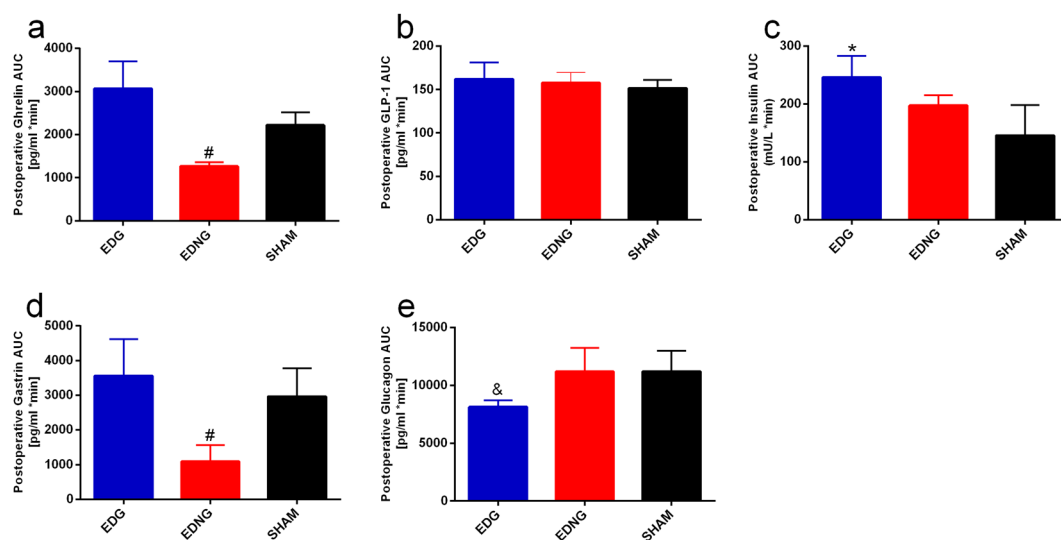 a
Postoperative Ghrelin AUC
[pg/ml *min]
4000
3000
2000
1000
0
#
EDG
EDNG
SHAM
b
Postoperative GLP-1 AUC
[pg/ml *min]
200
150
100
50
0
EDG
EDNG
SHAM
c
Postoperative Insulin AUC
(mU/L *min)
300
200
100
0
*
EDG
EDNG
SHAM
d
Postoperative Gastrin AUC
[pg/ml *min]
5000
4000
3000
2000
1000
0
#
EDG
EDNG
SHAM
e
Postoperative Glucagon AUC
[pg/ml *min]
15000
10000
5000
0
&
EDG
EDNG
SHAM